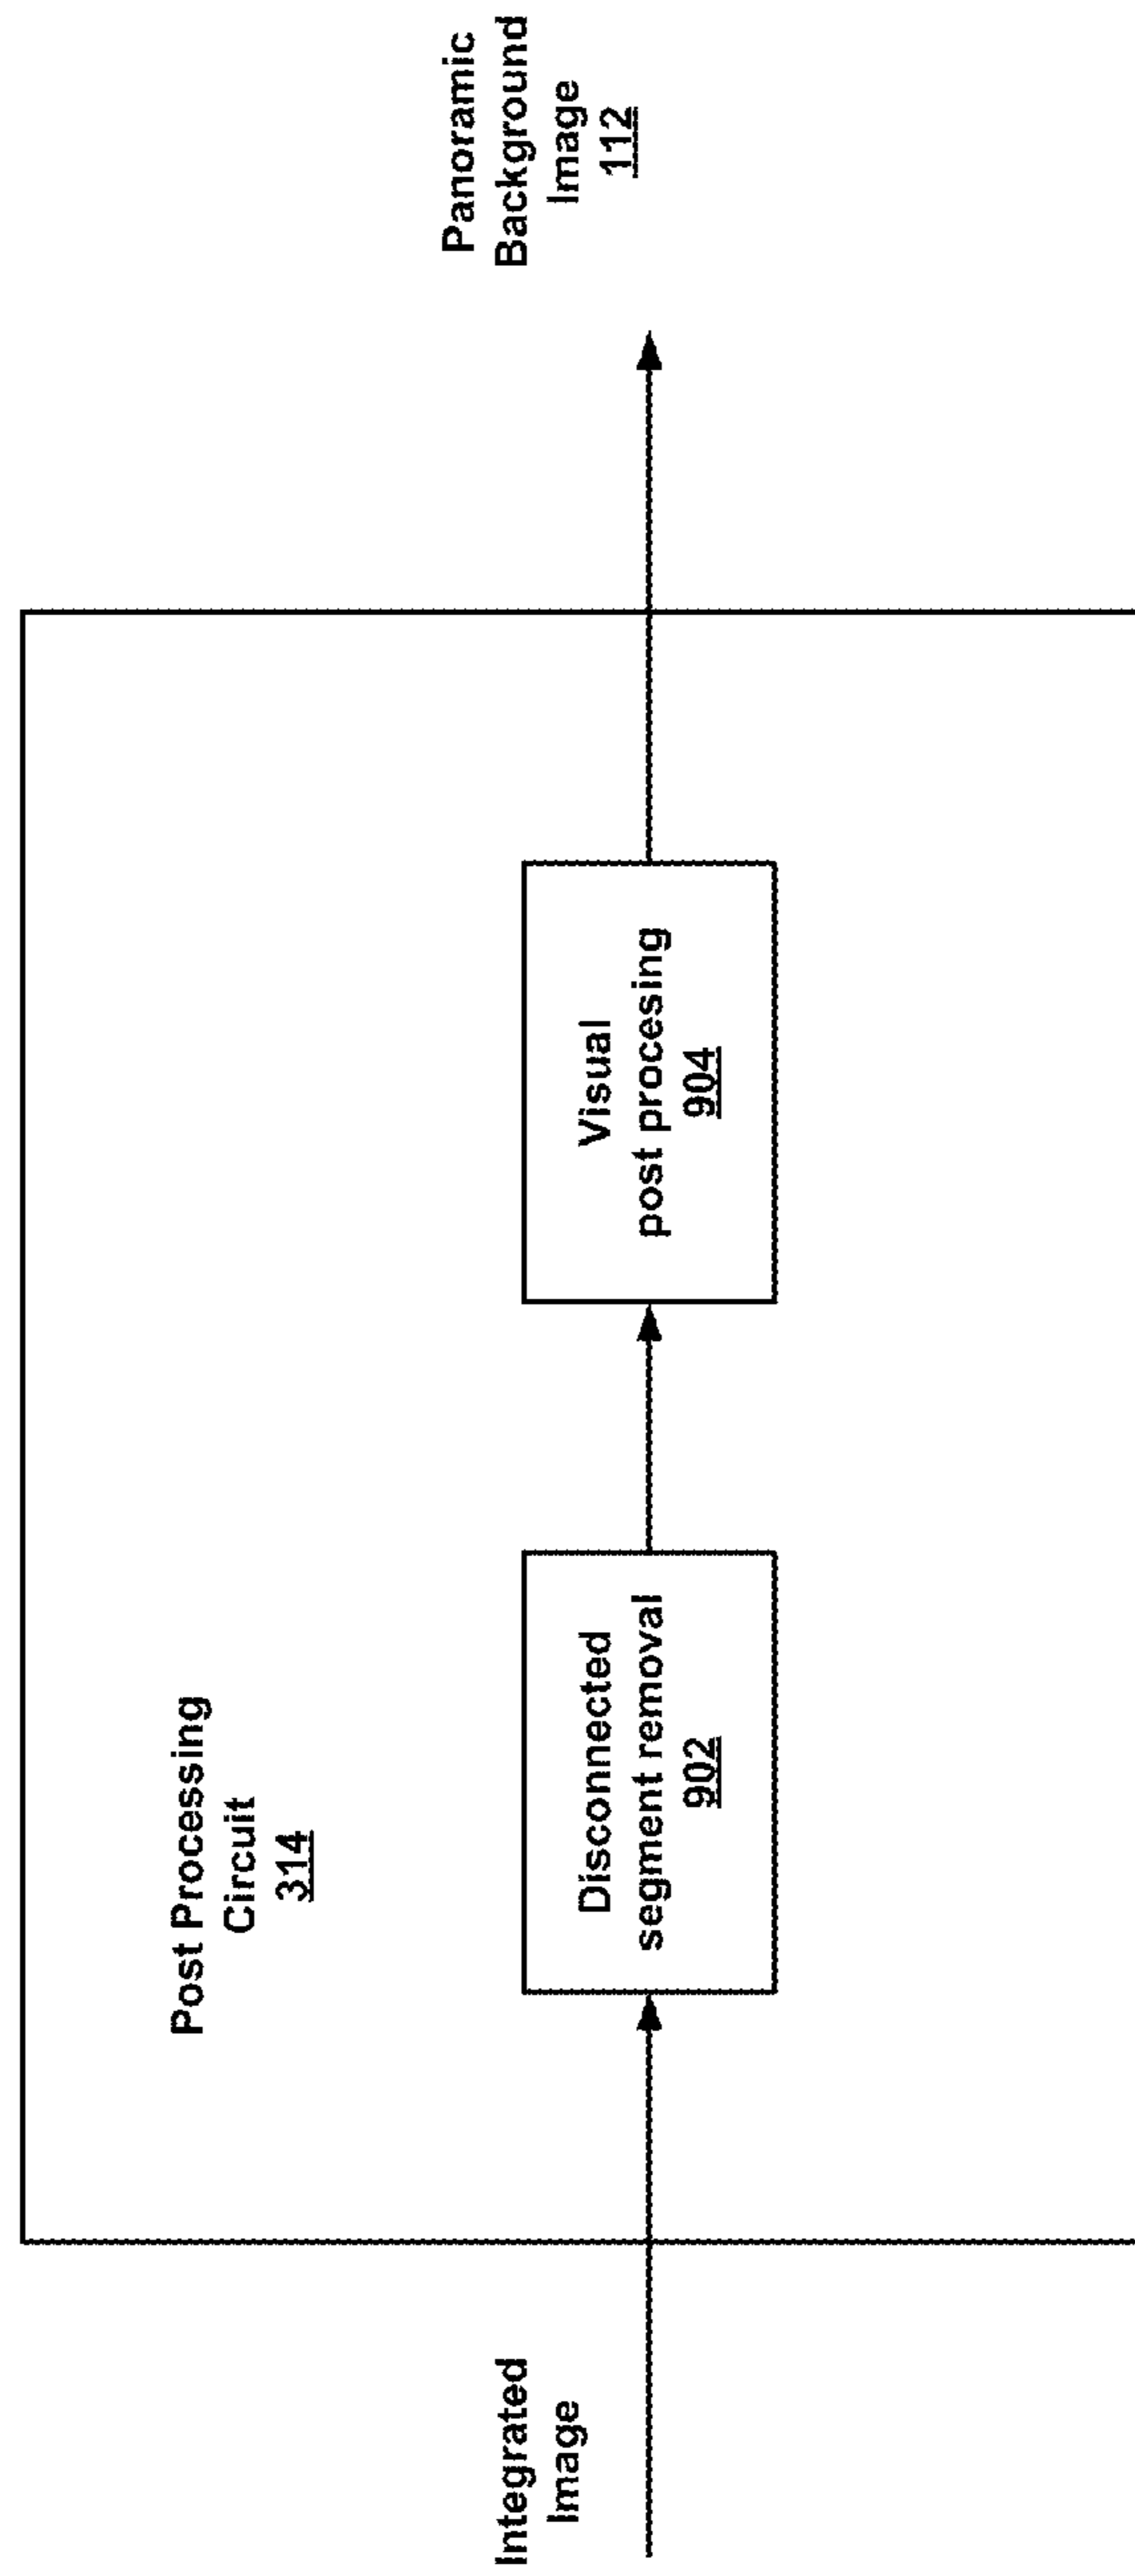 Post Processing
Circuit
314
Integrated
Image
Disconnected
segment removal
902
Visual
post procesing
904
Panoramic
Background
Image
112